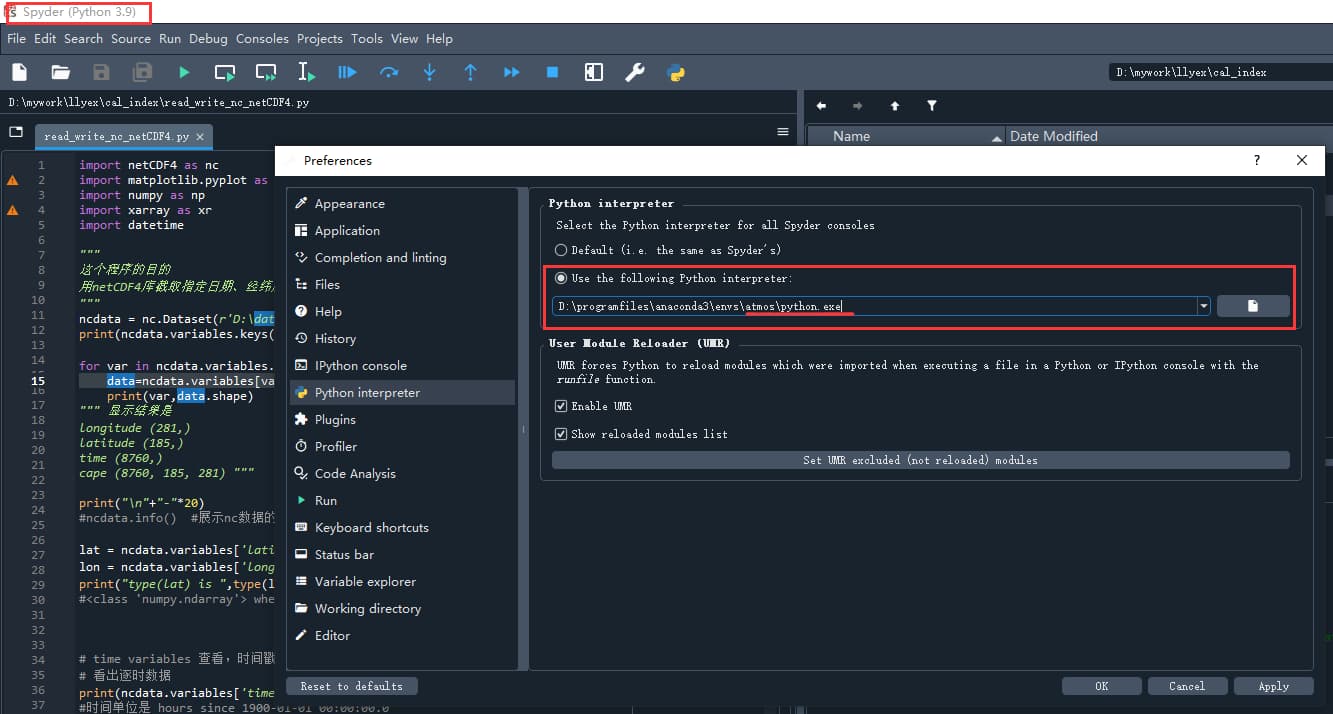 Spyder (Python 3.9)
File Edit Search Source Run Debug Consoles Projects Tools View Help
D:\mywork\llyex\cal_index
D:\mywork\llyex\cal_index\read_write_nc_netCDF4.py
read_write_nc_netCDF4.py
Name Date Modified
1 import netCDF4 as nc
2 import matplotlib.pyplot as
3 import numpy as np
4 import xarray as xr
5 import datetime
6
7 """
8 这个程序的目的
9 用netCDF4库截取指定日期、经纬
10 """
11 ncdata = nc.Dataset(r'D:\dat
12 print(ncdata.variables.keys(
13
14 for var in ncdata.variables.
15 data=ncdata.variables[va
16 print(var,data.shape)
17 """ 显示结果是
18 longitude (281,)
19 latitude (185,)
20 time (8760,)
21 cape (8760, 185, 281) """
22
23 print("\n"+"-"*20)
24 #ncdata.info() #展示nc数据的
25
26 lat = ncdata.variables['lati
27 lon = ncdata.variables['long
28 print("type(lat) is ",type(l
29 #<class 'numpy.ndarray'> whe
30
31
32
33
34 # time variables 查看，时间戳
35 # 看出逐时数据
36 print(ncdata.variables['time
37 #时间单位是 hours since 1900-01-01 00:00:00.0
Preferences
Appearance
Application
Completion and linting
Files
Help
History
IPython console
Python interpreter
Plugins
Profiler
Code Analysis
Run
Keyboard shortcuts
Status bar
Variable explorer
Working directory
Editor
Python interpreter
Select the Python interpreter for all Spyder consoles
Default (i.e. the same as Spyder's)
Use the following Python interpreter:
D:\programfiles\anaconda3\envs\atmos\python.exe
User Module Reloader (UMR)
UMR forces Python to reload modules which were imported when executing a file in a Python or IPython console with the
runfile function.
Enable UMR
Show reloaded modules list
Set UMR excluded (not reloaded) modules
Reset to defaults
OK Cancel Apply